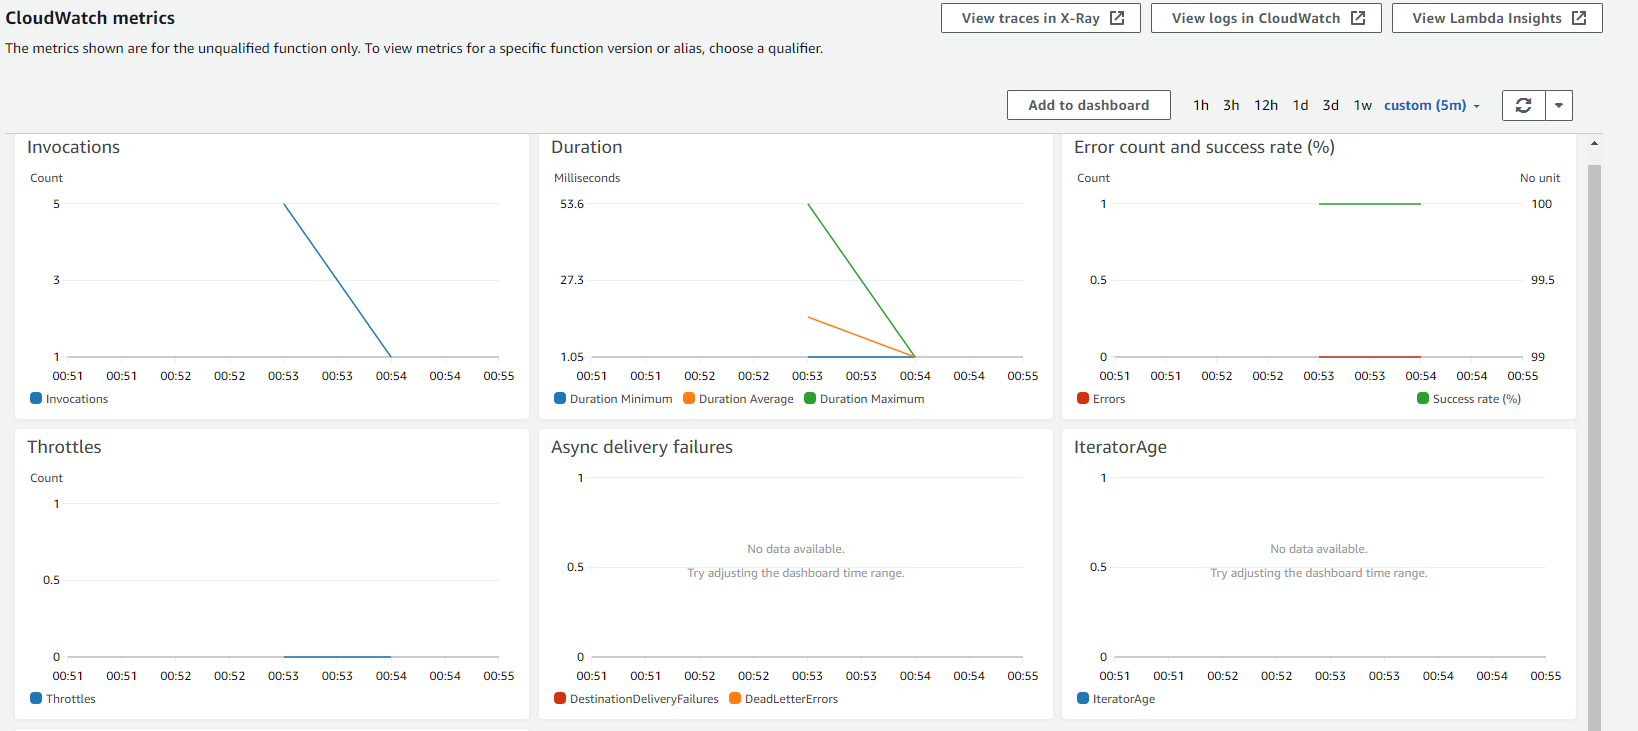 CloudWatch metrics
View traces in X-Ray
View logs in CloudWatch
View Lambda Insights
The metrics shown are for the unqualified function only. To view metrics for a specific function version or alias, choose a qualifier.
Add to dashboard
1h 3h 12h 1d 3d 1w custom (5m)
Invocations
Count
5
3
1
00:51 00:51 00:52 00:52 00:53 00:53 00:54 00:54 00:55
Invocations
Duration
Milliseconds
53.6
27.3
1.05
00:51 00:51 00:52 00:52 00:53 00:53 00:54 00:54 00:55
Duration Minimum Duration Average Duration Maximum
Error count and success rate (%)
Count No unit
1 100
0.5 99.5
0 99
00:51 00:51 00:52 00:52 00:53 00:53 00:54 00:54 00:55
Errors Success rate (%)
Throttles
Count
1
0.5
0
00:51 00:51 00:52 00:52 00:53 00:53 00:54 00:54 00:55
Throttles
Async delivery failures
1
No data available.
0.5
Try adjusting the dashboard time range.
0
00:51 00:51 00:52 00:52 00:53 00:53 00:54 00:54 00:55
DestinationDeliveryFailures DeadLetterErrors
IteratorAge
1
No data available.
0.5
Try adjusting the dashboard time range.
0
00:51 00:51 00:52 00:52 00:53 00:53 00:54 00:54 00:55
IteratorAge